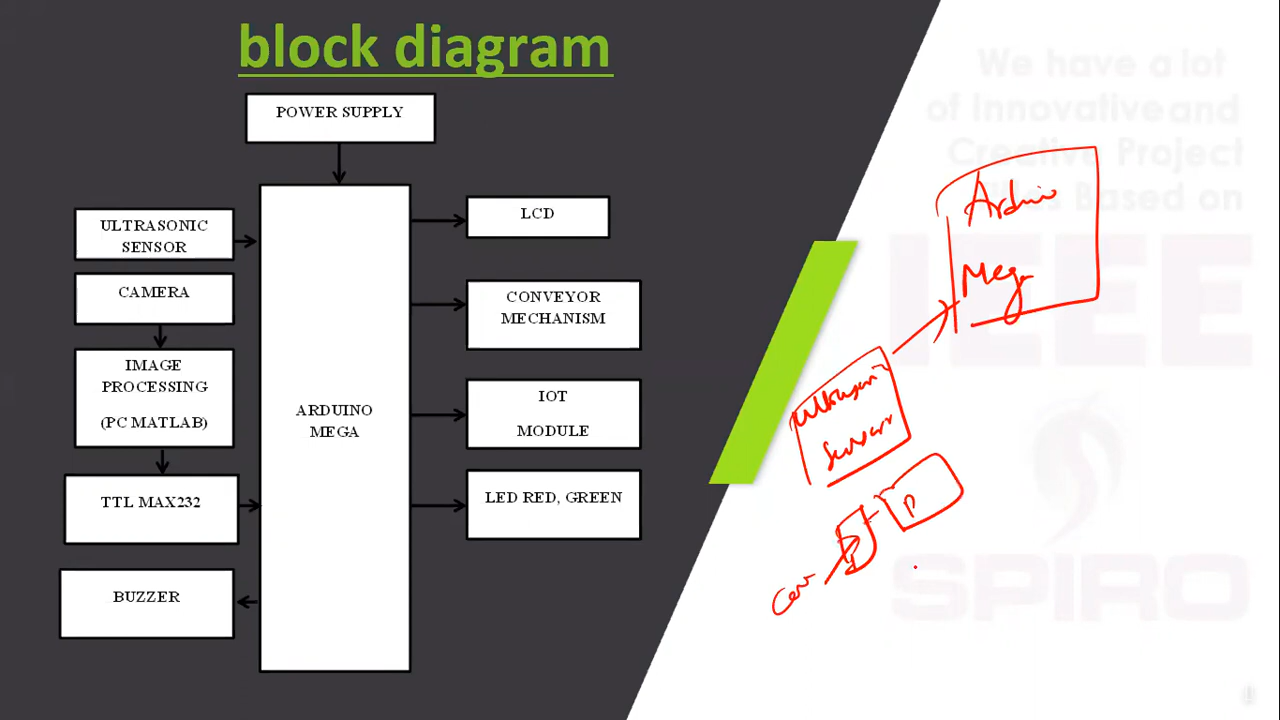 block diagram
POWER SUPPLY
ULTRASONIC
SENSOR
CAMERA
IMAGE
PROCESSING
(PC MATLAB)
TTL MAX232
BUZZER
ARDUINO
MEGA
LCD
CONVEYOR
MECHANISM
IOT
MODULE
LED RED, GREEN
We have a lot
of Innovative and
Creative Project
Based on
IEEE
SPIRO
Mega
Sensor
P